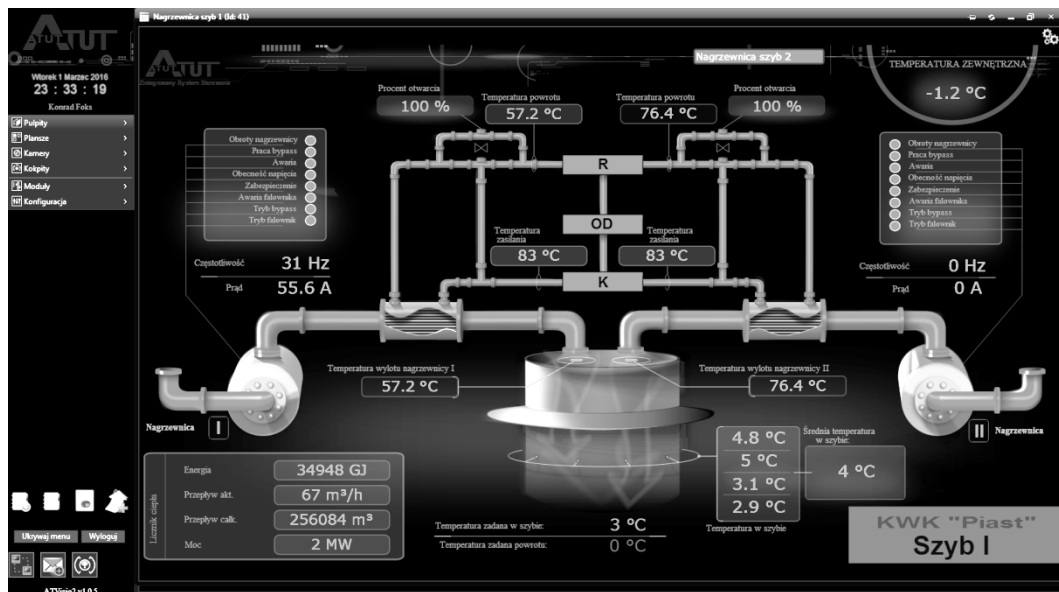 Nagrzewnica szyb 1 (Id: 41)
ATUT
Wtorek 1 Marzec 2016
23 : 33 : 19
Konrad Foks
Pulpity
Plansze
Kamery
Kokpity
Moduły
Konfiguracja
Ukrywaj menu
Wyloguj
ATVisio2 v1.0.5
ATUT
Zintegrowany System Sterowania
Nagrzewnica szyb 2
TEMPERATURA ZEWNĘTRZNA
-1.2 °C
Procent otwarcia
100 %
Temperatura powrotu
57.2 °C
Temperatura powrotu
76.4 °C
Procent otwarcia
100 %
Obroty nagrzewnicy
Praca bypass
Awaria
Obecność napięcia
Zabezpieczenie
Awaria falownika
Tryb bypass
Tryb falownik
Częstotliwość 31 Hz
Prąd 55.6 A
R
OD
K
Temperatura
zasilania
83 °C
Temperatura
zasilania
83 °C
Obroty nagrzewnicy
Praca bypass
Awaria
Obecność napięcia
Zabezpieczenie
Awaria falownika
Tryb bypass
Tryb falownik
Częstotliwość 0 Hz
Prąd 0 A
Temperatura wylotu nagrzewnicy I
57.2 °C
Temperatura wylotu nagrzewnicy II
76.4 °C
Nagrzewnica I
II Nagrzewnica
Licznik ciepła
Energia 34948 GJ
Przepływ akt. 67 m³/h
Przepływ całk. 256084 m³
Moc 2 MW
4.8 °C
5 °C
3.1 °C
2.9 °C
Temperatura w szybie
Średnia temperatura
w szybie:
4 °C
Temperatura zadana w szybie: 3 °C
Temperatura zadana powrotu: 0 °C
KWK "Piast"
Szyb I